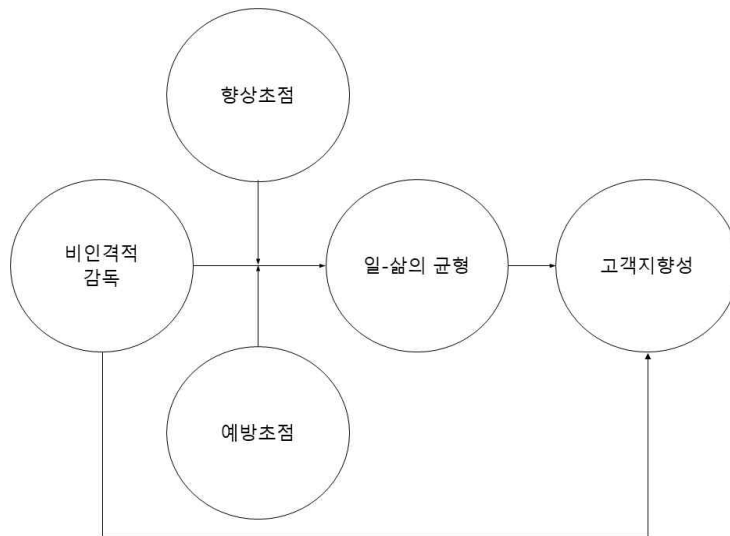 향상초점
비인격적
감독
일-삶의 균형
고객지향성
예방초점